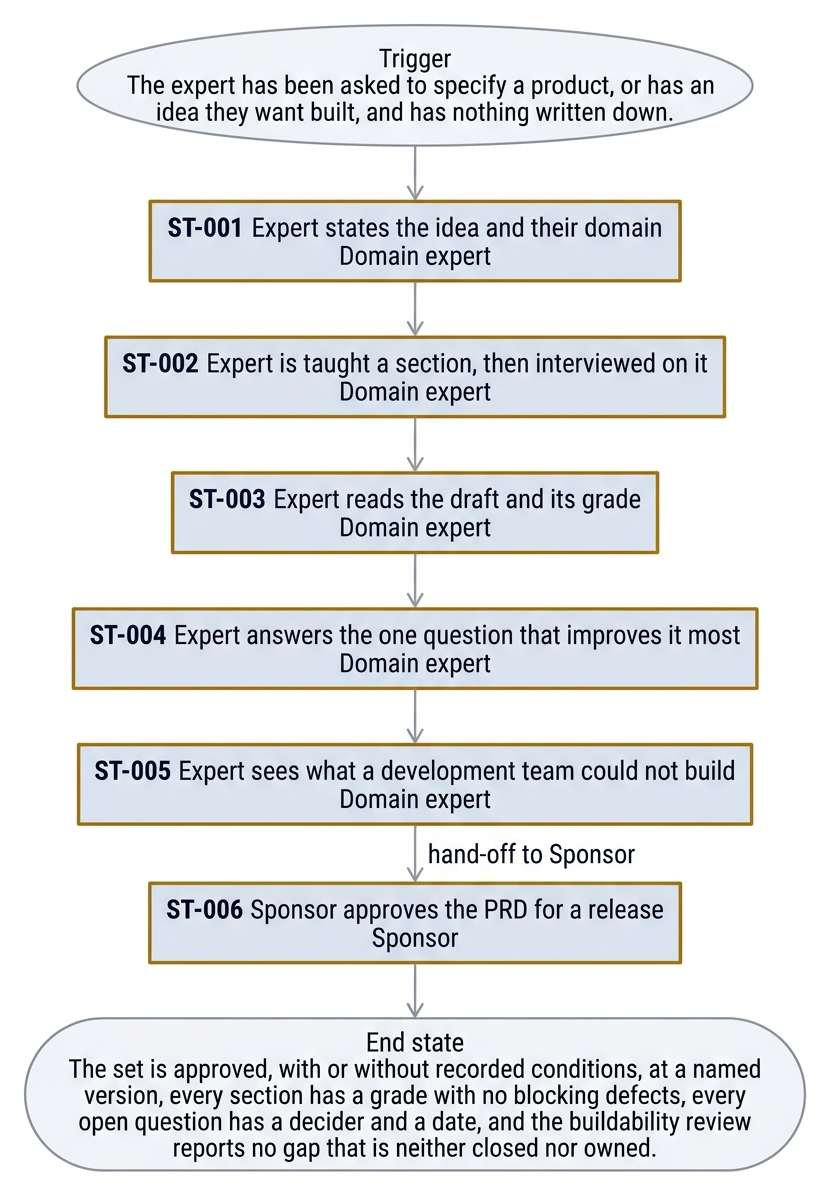 Trigger
The expert has been asked to specify a product, or has an
idea they want built, and has nothing written down.
ST-001 Expert states the idea and their domain
Domain expert
ST-002 Expert is taught a section, then interviewed on it
Domain expert
ST-003 Expert reads the draft and its grade
Domain expert
ST-004 Expert answers the one question that improves it most
Domain expert
ST-005 Expert sees what a development team could not build
Domain expert
hand-off to Sponsor
ST-006 Sponsor approves the PRD for a release
Sponsor
End state
The set is approved, with or without recorded conditions, at a named
version, every section has a grade with no blocking defects, every
open question has a decider and a date, and the buildability review
reports no gap that is neither closed nor owned.